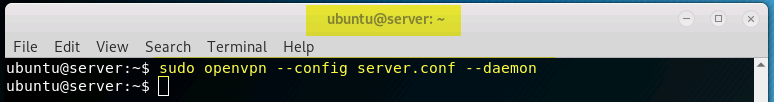 ubuntu@server: ~
File Edit View Search Terminal Help
ubuntu@server:~$ sudo openvpn --config server.conf --daemon
ubuntu@server:~$